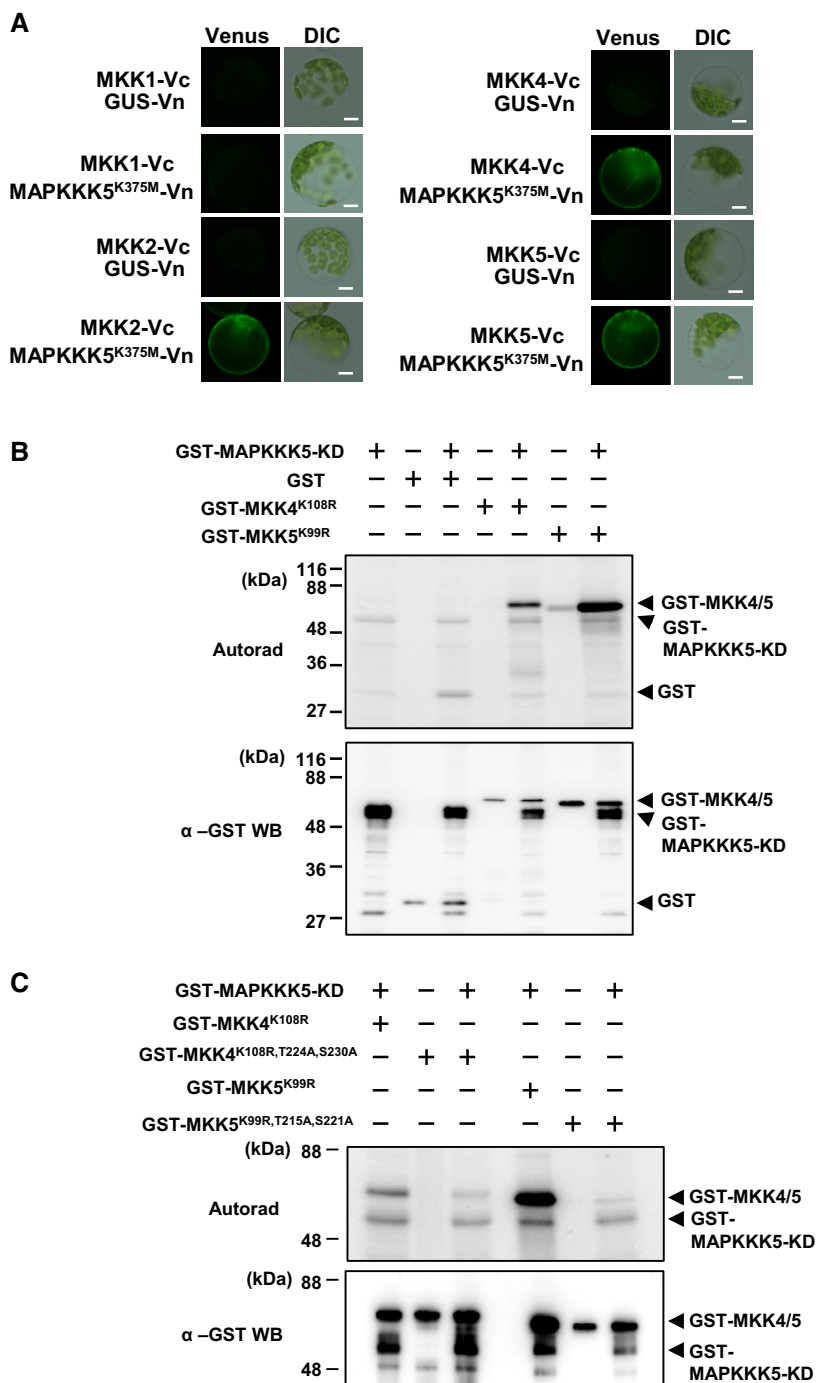 A
Venus DIC
MKK1-Vc
GUS-Vn
MKK1-Vc
MAPKKK5K375M-Vn
MKK2-Vc
GUS-Vn
MKK2-Vc
MAPKKK5K375M-Vn
Venus DIC
MKK4-Vc
GUS-Vn
MKK4-Vc
MAPKKK5K375M-Vn
MKK5-Vc
GUS-Vn
MKK5-Vc
MAPKKK5K375M-Vn
B
GST-MAPKKK5-KD + − + − + − +
GST − + + − − − −
GST-MKK4K108R − − − + + − −
GST-MKK5K99R − − − − − + +
(kDa)
116
88
48
36
27
Autorad
GST-MKK4/5
GST-
MAPKKK5-KD
GST
(kDa)
116
88
48
36
27
α –GST WB
GST-MKK4/5
GST-
MAPKKK5-KD
GST
C
GST-MAPKKK5-KD + − + + − +
GST-MKK4K108R + − − − − −
GST-MKK4K108R,T224A,S230A − + + − − −
GST-MKK5K99R − − − + − −
GST-MKK5K99R,T215A,S221A − − − − + +
(kDa) 88
48
Autorad
GST-MKK4/5
GST-
MAPKKK5-KD
(kDa) 88
48
α –GST WB
GST-MKK4/5
GST-
MAPKKK5-KD